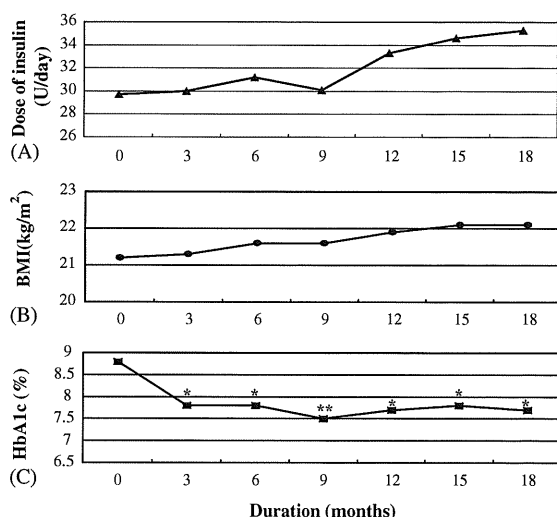 Dose of insulin
(U/day)
36
34
32
30
28
26
(A)
0 3 6 9 12 15 18
BMI(kg/m²)
23
22
21
20
(B)
0 3 6 9 12 15 18
HbA1c (%)
9
8.5
8
7.5
7
6.5
* * ** * * *
(C)
0 3 6 9 12 15 18
Duration (months)